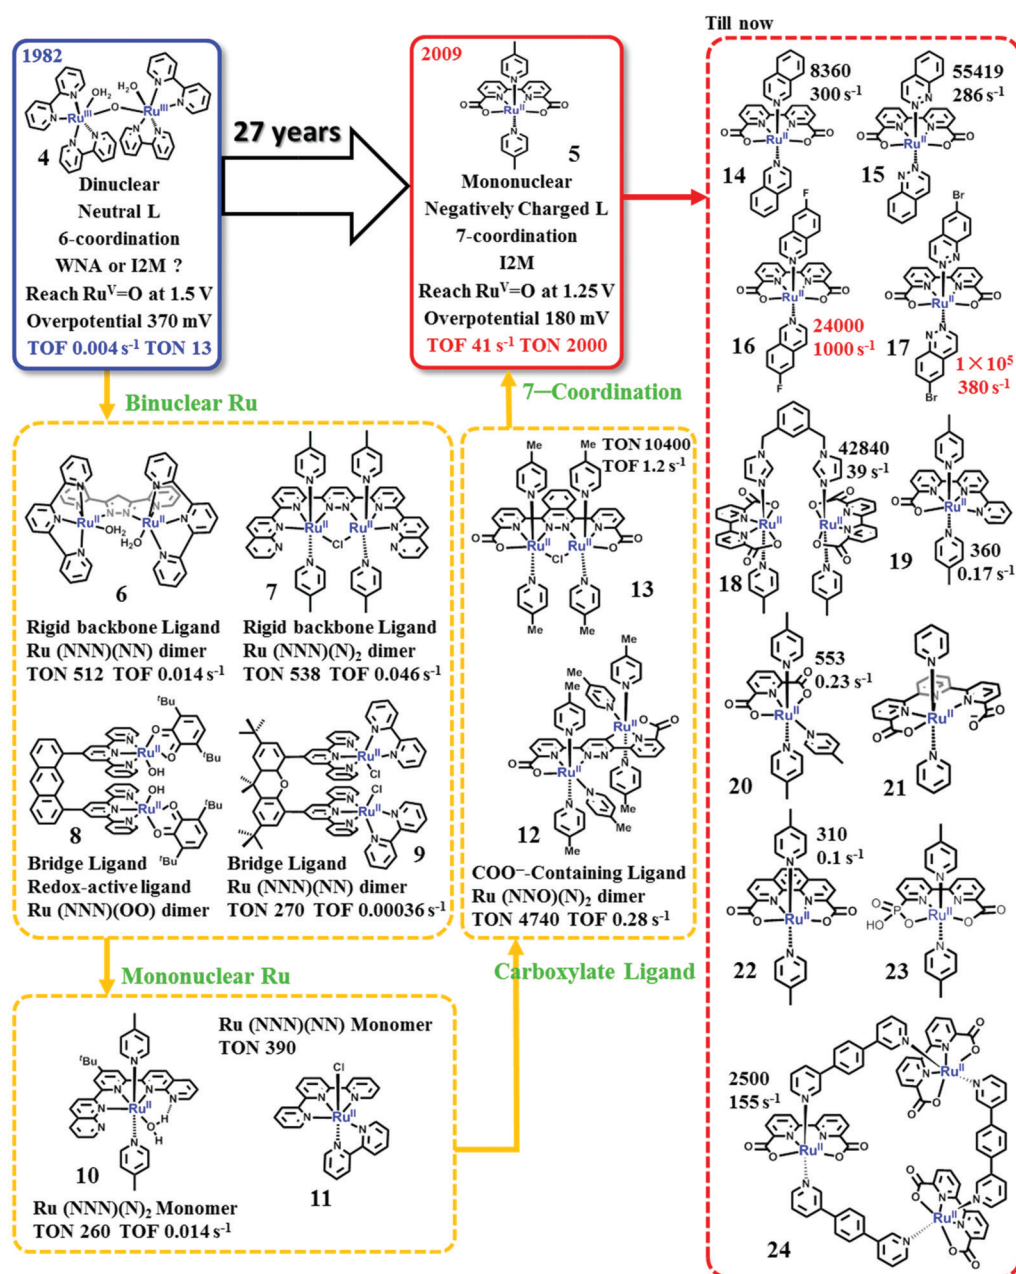 Till now
1982
OH₂
H₂O
Ruᴵᴵᴵ
Ruᴵᴵᴵ
4
Dinuclear
Neutral L
6-coordination
WNA or I2M ?
Reach Ruⱽ=O at 1.5 V
Overpotential 370 mV
TOF 0.004 s⁻¹ TON 13
27 years
2009
Ruᴵᴵ
5
Mononuclear
Negatively Charged L
7-coordination
I2M
Reach Ruⱽ=O at 1.25 V
Overpotential 180 mV
TOF 41 s⁻¹ TON 2000
Binuclear Ru
7—Coordination
6
Rigid backbone Ligand
Ru (NNN)(NN) dimer
TON 512 TOF 0.014 s⁻¹
7
Rigid backbone Ligand
Ru (NNN)(N)₂ dimer
TON 538 TOF 0.046 s⁻¹
8
Bridge Ligand
Redox-active ligand
Ru (NNN)(OO) dimer
9
Bridge Ligand
Ru (NNN)(NN) dimer
TON 270 TOF 0.00036 s⁻¹
TON 10400
TOF 1.2 s⁻¹
13
12
COO⁻-Containing Ligand
Ru (NNO)(N)₂ dimer
TON 4740 TOF 0.28 s⁻¹
Mononuclear Ru
Carboxylate Ligand
10
Ru (NNN)(N)₂ Monomer
TON 260 TOF 0.014 s⁻¹
Ru (NNN)(NN) Monomer
TON 390
11
8360
300 s⁻¹
14
55419
286 s⁻¹
15
24000
1000 s⁻¹
16
17
1×10⁵
380 s⁻¹
42840
39 s⁻¹
18
19
360
0.17 s⁻¹
553
0.23 s⁻¹
20
21
310
0.1 s⁻¹
22
23
2500
155 s⁻¹
24